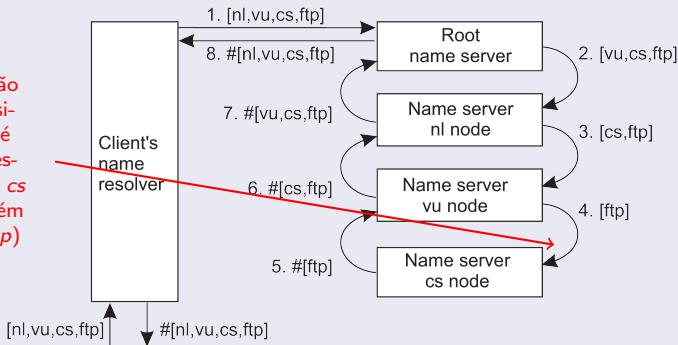 1. [nl,vu,cs,ftp]
8. #[nl,vu,cs,ftp]
Root
name server
2. [vu,cs,ftp]
7. #[vu,cs,ftp]
Name server
nl node
3. [cs,ftp]
6. #[cs,ftp]
Name server
vu node
4. [ftp]
5. #[ftp]
Name server
cs node
Client's
name
resolver
[nl,vu,cs,ftp]
#[nl,vu,cs,ftp]
ão
si-
é
es-
cs
ém
p)